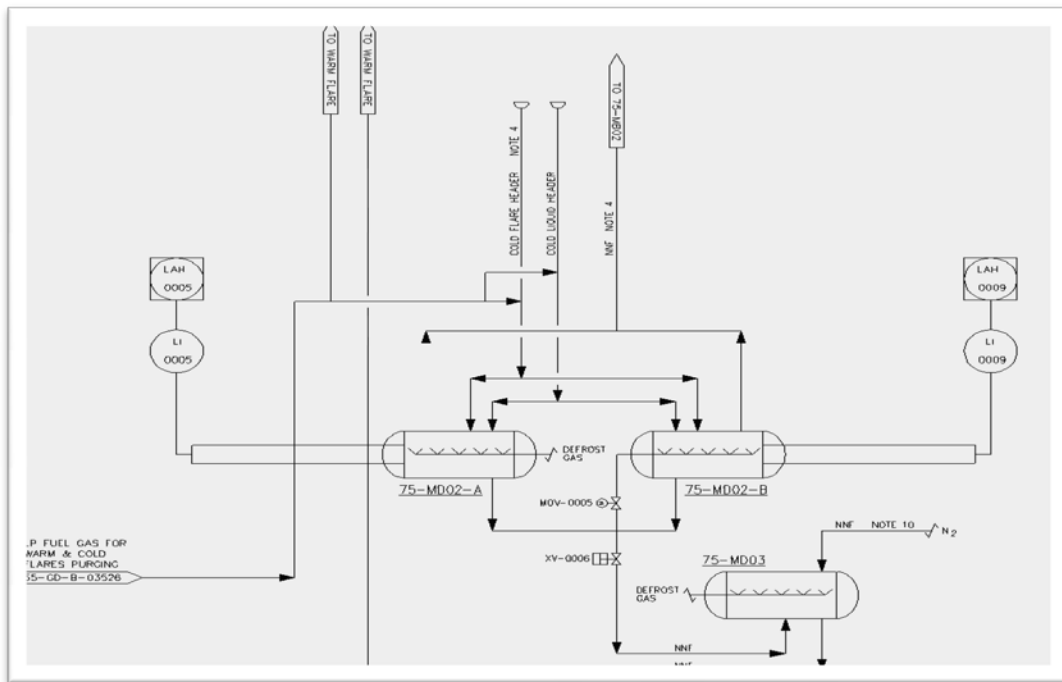 TO WARM FLARE
TO WARM FLARE
TO 75-MB02
COLD FLARE HEADER NOTE 4
COLD LIQUID HEADER
NNF NOTE 4
LAH
0005
LAH
0009
LI
0005
LI
0009
DEFROST
GAS
75-MD02-A
75-MD02-B
MOV-0005
NNF NOTE 10
N2
LP FUEL GAS FOR
WARM & COLD
FLARES PURGING
55-GD-B-03526
XV-0006
75-MD03
DEFROST
GAS
NNF
NNF